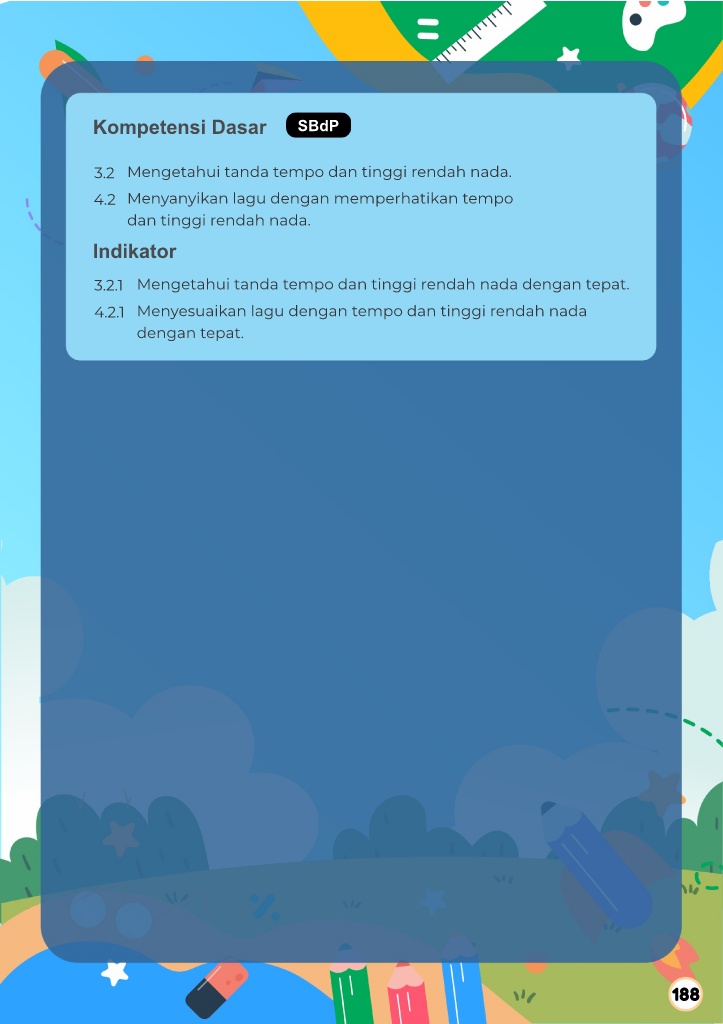 Kompetensi Dasar SBdP
3.2 Mengetahui tanda tempo dan tinggi rendah nada.
4.2 Menyanyikan lagu dengan memperhatikan tempo
dan tinggi rendah nada.
Indikator
3.2.1 Mengetahui tanda tempo dan tinggi rendah nada dengan tepat.
4.2.1 Menyesuaikan lagu dengan tempo dan tinggi rendah nada
dengan tepat.
188